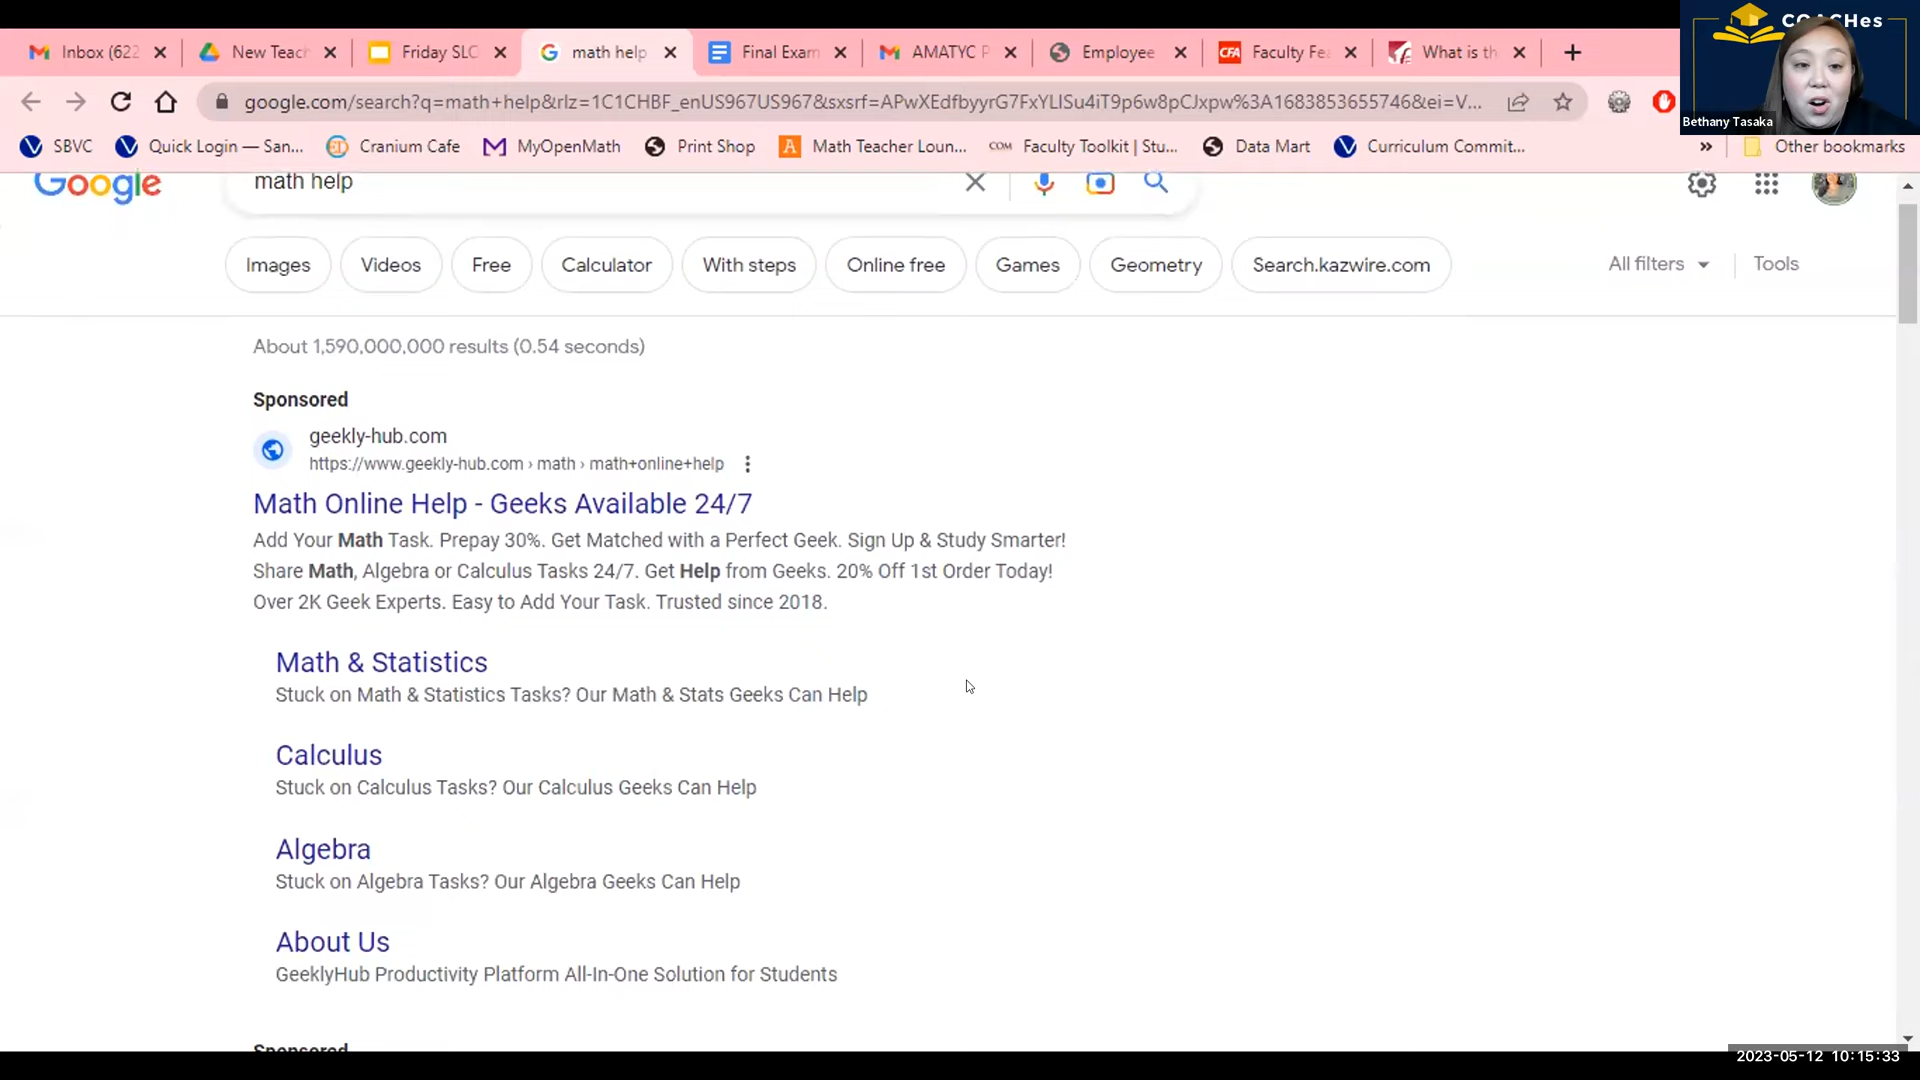 COACHes
Inbox (622
New Teach
Friday SLC
math help
Final Exam
AMATYC P
Employee
CFA
Faculty Fea
What is th
google.com/search?q=math+help&rlz=1C1CHBF_enUS967US967&sxsrf=APwXEdfbyyrG7FxYLISu4iT9p6w8pCJxpw%3A1683853655746&ei=V...
Bethany Tasaka
SBVC
Quick Login — San...
Cranium Cafe
MyOpenMath
Print Shop
Math Teacher Loun...
COM Faculty Toolkit | Stu...
Data Mart
Curriculum Commit...
»
Other bookmarks
Google
math help
Images
Videos
Free
Calculator
With steps
Online free
Games
Geometry
Search.kazwire.com
All filters
Tools
About 1,590,000,000 results (0.54 seconds)
Sponsored
geekly-hub.com
https://www.geekly-hub.com › math › math+online+help
Math Online Help - Geeks Available 24/7
Add Your Math Task. Prepay 30%. Get Matched with a Perfect Geek. Sign Up & Study Smarter!
Share Math, Algebra or Calculus Tasks 24/7. Get Help from Geeks. 20% Off 1st Order Today!
Over 2K Geek Experts. Easy to Add Your Task. Trusted since 2018.
Math & Statistics
Stuck on Math & Statistics Tasks? Our Math & Stats Geeks Can Help
Calculus
Stuck on Calculus Tasks? Our Calculus Geeks Can Help
Algebra
Stuck on Algebra Tasks? Our Algebra Geeks Can Help
About Us
GeeklyHub Productivity Platform All-In-One Solution for Students
Sponsored
2023-05-12 10:15:33